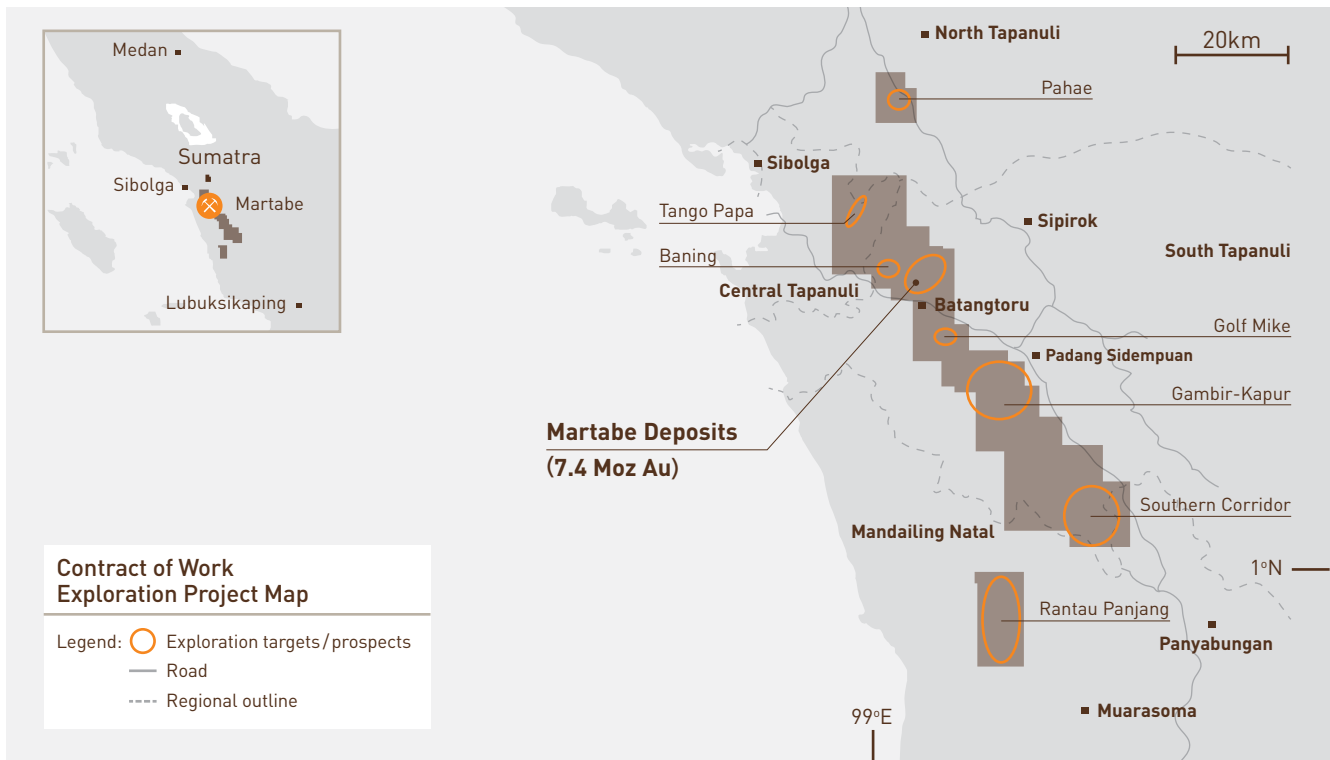 Medan
Sumatra
Sibolga
Martabe
Lubuksikaping
North Tapanuli
20km
Pahae
Sibolga
Tango Papa
Sipirok
Baning
South Tapanuli
Central Tapanuli
Batangtoru
Golf Mike
Padang Sidempuan
Gambir-Kapur
Martabe Deposits
(7.4 Moz Au)
Southern Corridor
Mandailing Natal
1ºN
Rantau Panjang
Panyabungan
99ºE
Muarasoma
Contract of Work
Exploration Project Map
Legend: Exploration targets/prospects
Road
Regional outline